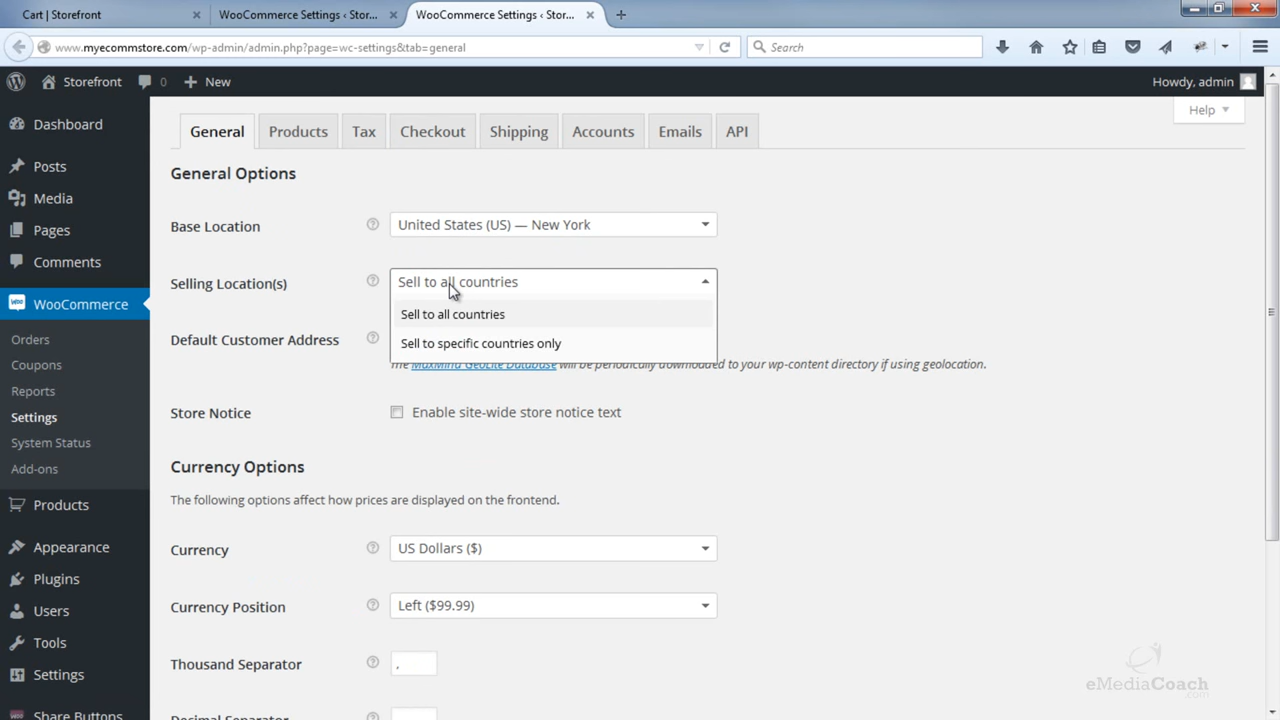 Cart | Storefront
WooCommerce Settings ‹ Stor...
WooCommerce Settings ‹ Stor...
www.myecommstore.com/wp-admin/admin.php?page=wc-settings&tab=general
Search
Storefront
0
New
Howdy, admin
Help
Dashboard
Posts
Media
Pages
Comments
WooCommerce
Orders
Coupons
Reports
Settings
System Status
Add-ons
Products
Appearance
Plugins
Users
Tools
Settings
Share Buttons
General
Products
Tax
Checkout
Shipping
Accounts
Emails
API
General Options
Base Location
United States (US) — New York
Selling Location(s)
Sell to all countries
Sell to all countries
Sell to specific countries only
Default Customer Address
The MaxMind GeoLite Database will be periodically downloaded to your wp-content directory if using geolocation.
Store Notice
Enable site-wide store notice text
Currency Options
The following options affect how prices are displayed on the frontend.
Currency
US Dollars ($)
Currency Position
Left ($99.99)
Thousand Separator
,
Decimal Separator
eMediaCoach
.com